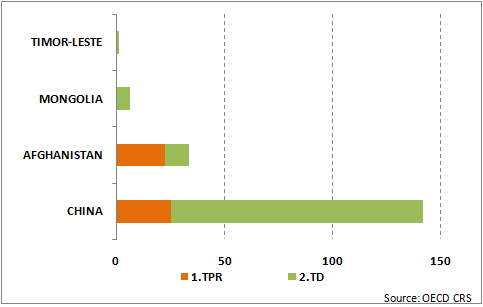 TIMOR-LESTE
MONGOLIA
AFGHANISTAN
CHINA
0 50 100 150
1.TPR 2.TD
Source: OECD CRS